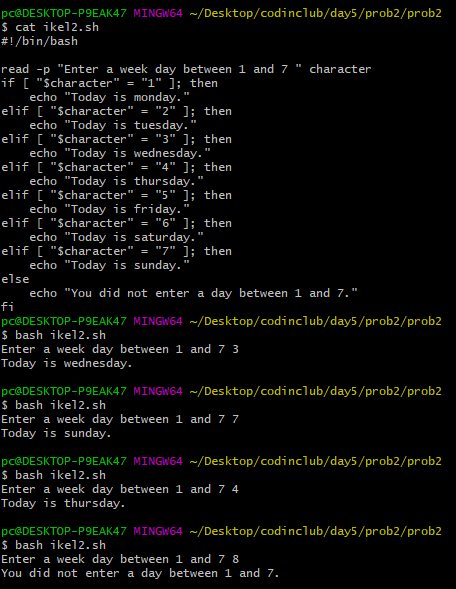 pc@DESKTOP-P9EAK47 MINGW64 ~/Desktop/codinclub/day5/prob2/prob2
$ cat ikel2.sh
#!/bin/bash

read -p "Enter a week day between 1 and 7 " character
if [ "$character" = "1" ]; then
    echo "Today is monday."
elif [ "$character" = "2" ]; then
    echo "Today is tuesday."
elif [ "$character" = "3" ]; then
    echo "Today is wednesday."
elif [ "$character" = "4" ]; then
    echo "Today is thursday."
elif [ "$character" = "5" ]; then
    echo "Today is friday."
elif [ "$character" = "6" ]; then
    echo "Today is saturday."
elif [ "$character" = "7" ]; then
    echo "Today is sunday."
else
    echo "You did not enter a day between 1 and 7."
fi
pc@DESKTOP-P9EAK47 MINGW64 ~/Desktop/codinclub/day5/prob2/prob2
$ bash ikel2.sh
Enter a week day between 1 and 7 3
Today is wednesday.

pc@DESKTOP-P9EAK47 MINGW64 ~/Desktop/codinclub/day5/prob2/prob2
$ bash ikel2.sh
Enter a week day between 1 and 7 7
Today is sunday.

pc@DESKTOP-P9EAK47 MINGW64 ~/Desktop/codinclub/day5/prob2/prob2
$ bash ikel2.sh
Enter a week day between 1 and 7 4
Today is thursday.

pc@DESKTOP-P9EAK47 MINGW64 ~/Desktop/codinclub/day5/prob2/prob2
$ bash ikel2.sh
Enter a week day between 1 and 7 8
You did not enter a day between 1 and 7.